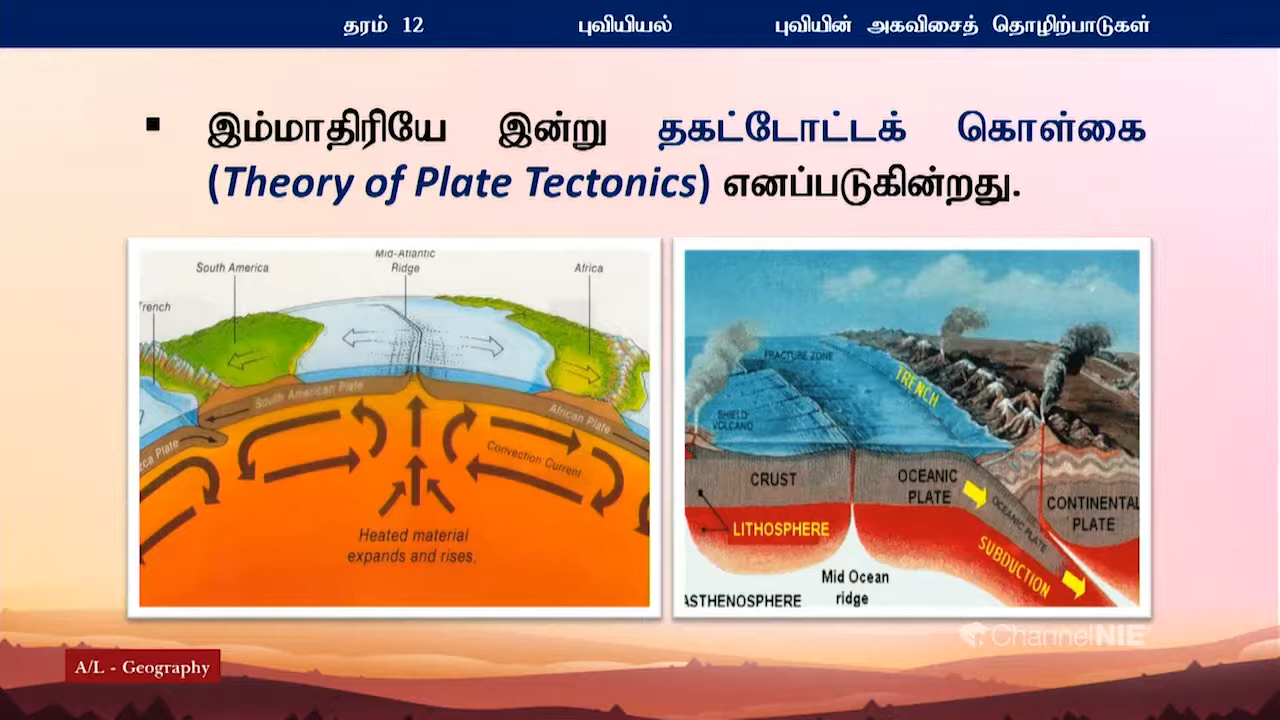 தரம் 12 புவியியல் புவியின் அகவிசைத் தொழிற்பாடுகள்
▪ இம்மாதிரியே இன்று தகட்டோட்டக் கொள்கை
(Theory of Plate Tectonics) எனப்படுகின்றது.
Mid-Atlantic
Ridge
South America
Africa
Trench
South American Plate
African Plate
zca Plate
Convection Current
Heated material
expands and rises.
FRACTURE ZONE
TRENCH
SHIELD
VOLCANO
CRUST
OCEANIC
PLATE
OCEANIC PLATE
CONTINENTAL
PLATE
LITHOSPHERE
SUBDUCTION
Mid Ocean
ridge
ASTHENOSPHERE
ChannelNIE
A/L - Geography